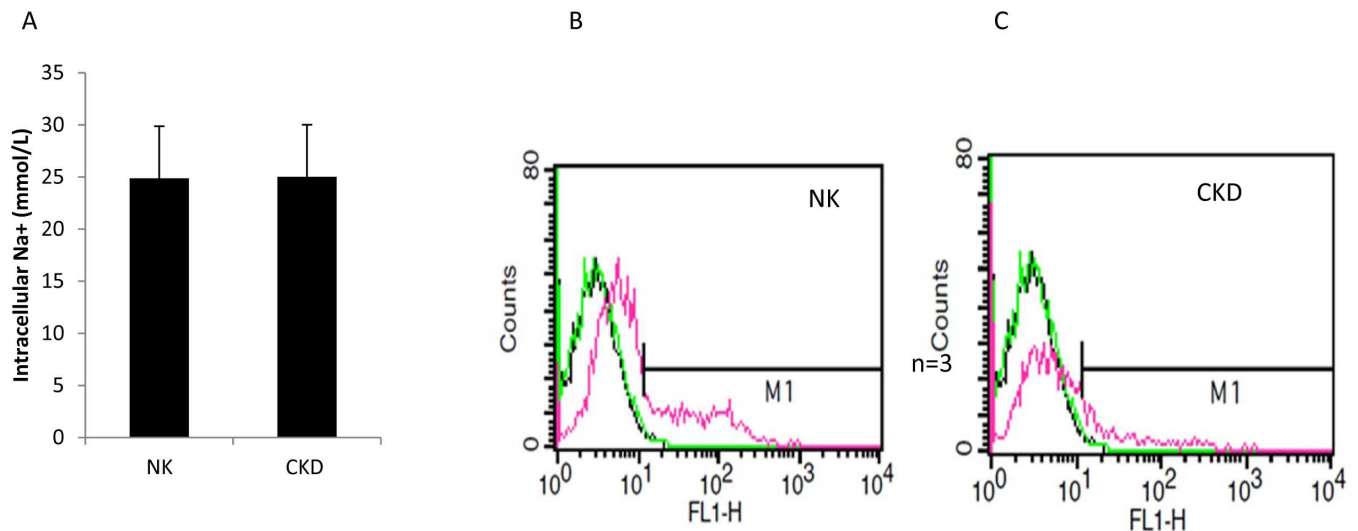 A
B
C
35
30
25
20
15
10
5
0
Intracellular Na+ (mmol/L)
NK
CKD
80
0
Counts
NK
M1
10^0 10^1 10^2 10^3 10^4
FL1-H
n=3
80
0
Counts
CKD
M1
10^0 10^1 10^2 10^3 10^4
FL1-H